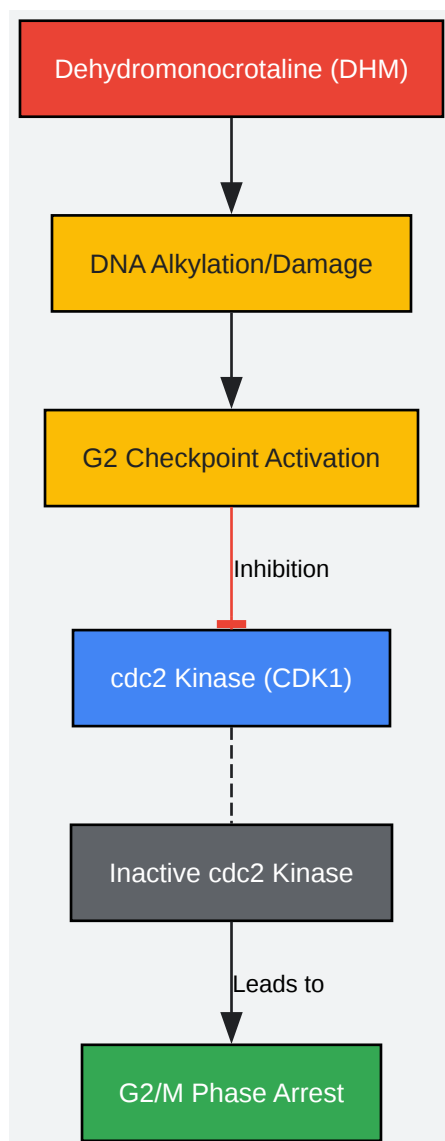 Dehydromonocrotaline (DHM)
DNA Alkylation/Damage
G2 Checkpoint Activation
Inhibition
cdc2 Kinase (CDK1)
Inactive cdc2 Kinase
Leads to
G2/M Phase Arrest